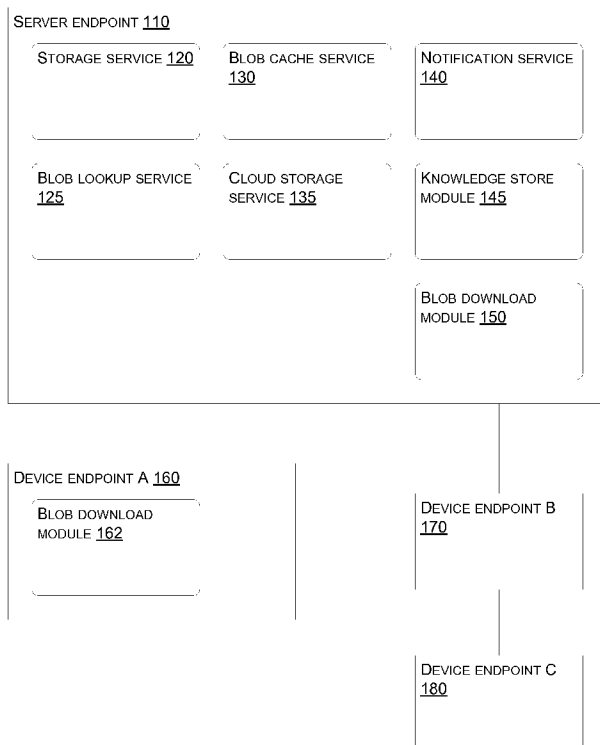 SERVER ENDPOINT 110
STORAGE SERVICE 120
BLOB CACHE SERVICE
130
NOTIFICATION SERVICE
140
BLOB LOOKUP SERVICE
125
CLOUD STORAGE
SERVICE 135
KNOWLEDGE STORE
MODULE 145
BLOB DOWNLOAD
MODULE 150
DEVICE ENDPOINT A 160
BLOB DOWNLOAD
MODULE 162
DEVICE ENDPOINT B
170
DEVICE ENDPOINT C
180